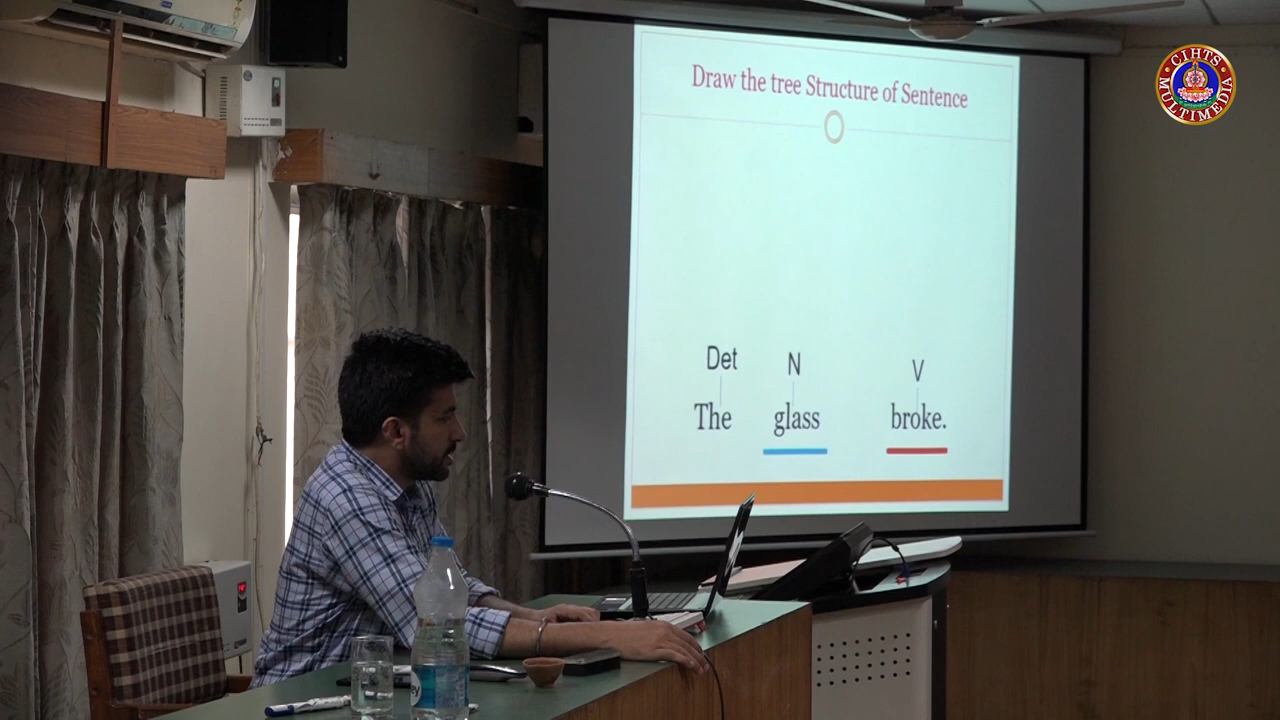 Draw the tree Structure of Sentence
Det N V
The glass broke.
CIHTS
MULTIMEDIA